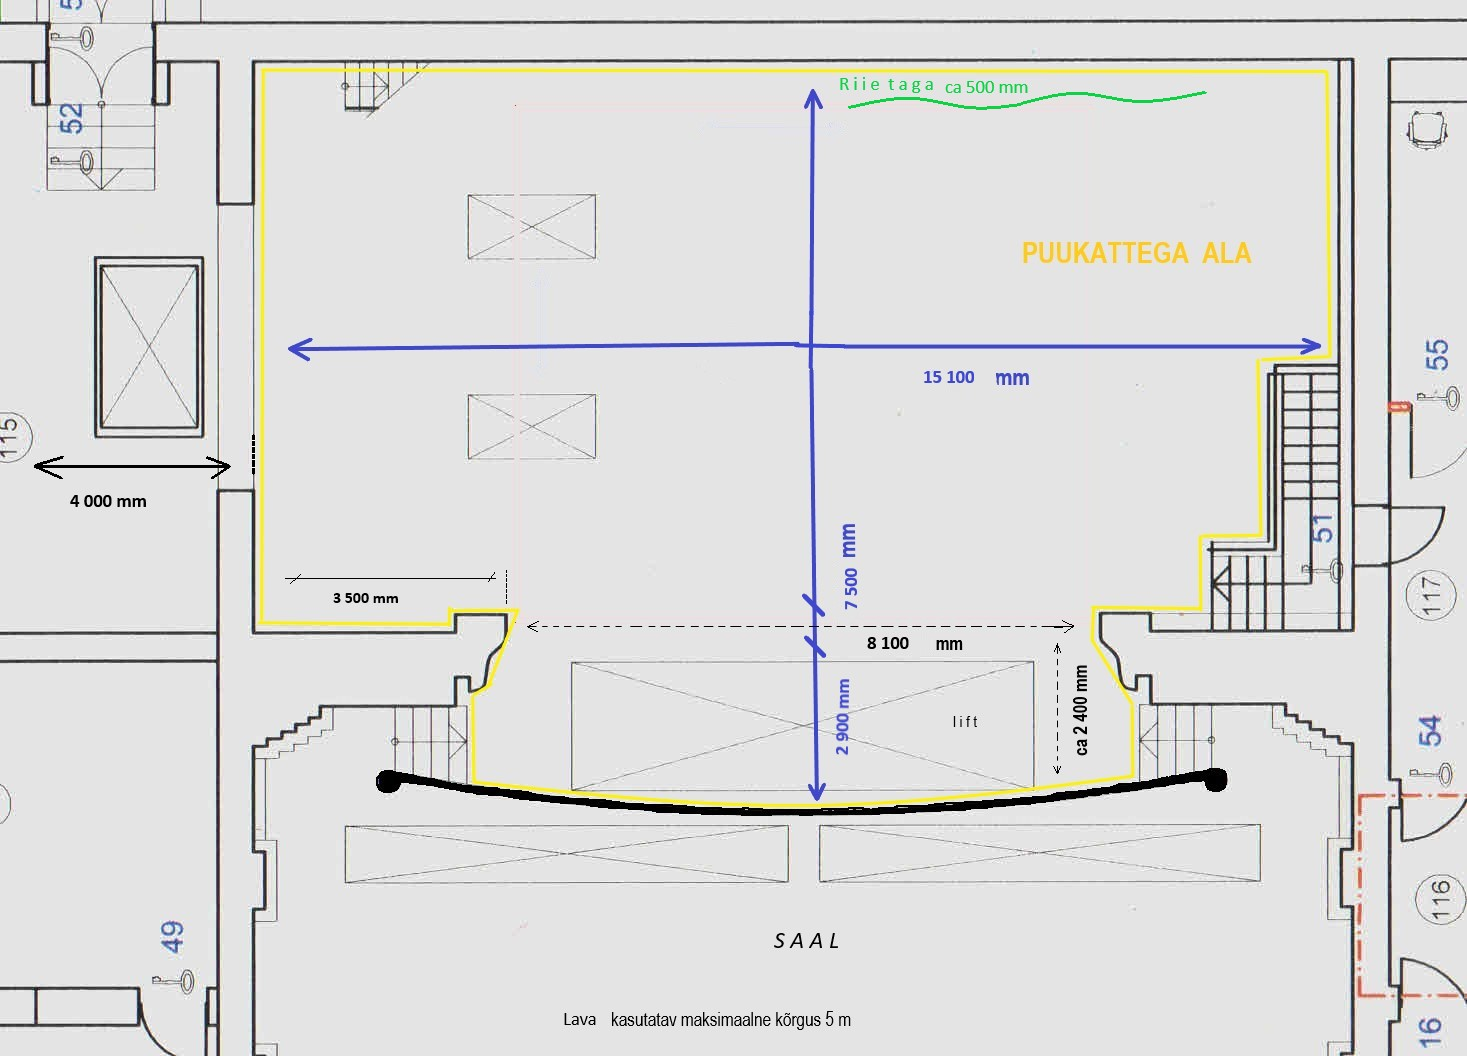 52
Riie taga ca 500 mm
PUUKATTEGA ALA
15 100 mm
55
115
4 000 mm
51
7 500 mm
3 500 mm
117
8 100 mm
2 900 mm
lift
ca 2 400 mm
54
116
49
SAAL
Lava kasutatav maksimaalne kõrgus 5 m
16